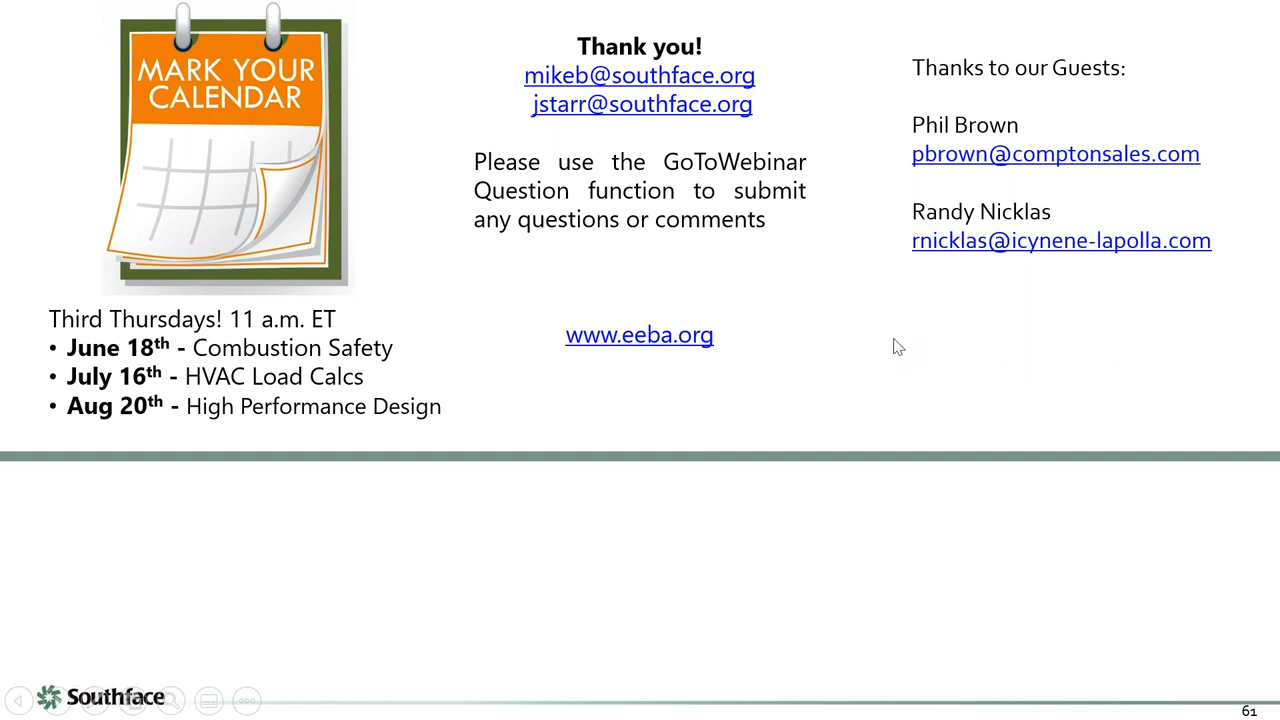 MARK YOUR
CALENDAR
Third Thursdays! 11 a.m. ET
• June 18th - Combustion Safety
• July 16th - HVAC Load Calcs
• Aug 20th - High Performance Design
Thank you!
mikeb@southface.org
jstarr@southface.org
Please use the GoToWebinar
Question function to submit
any questions or comments
www.eeba.org
Thanks to our Guests:
Phil Brown
pbrown@comptonsales.com
Randy Nicklas
rnicklas@icynene-lapolla.com
Southface
61